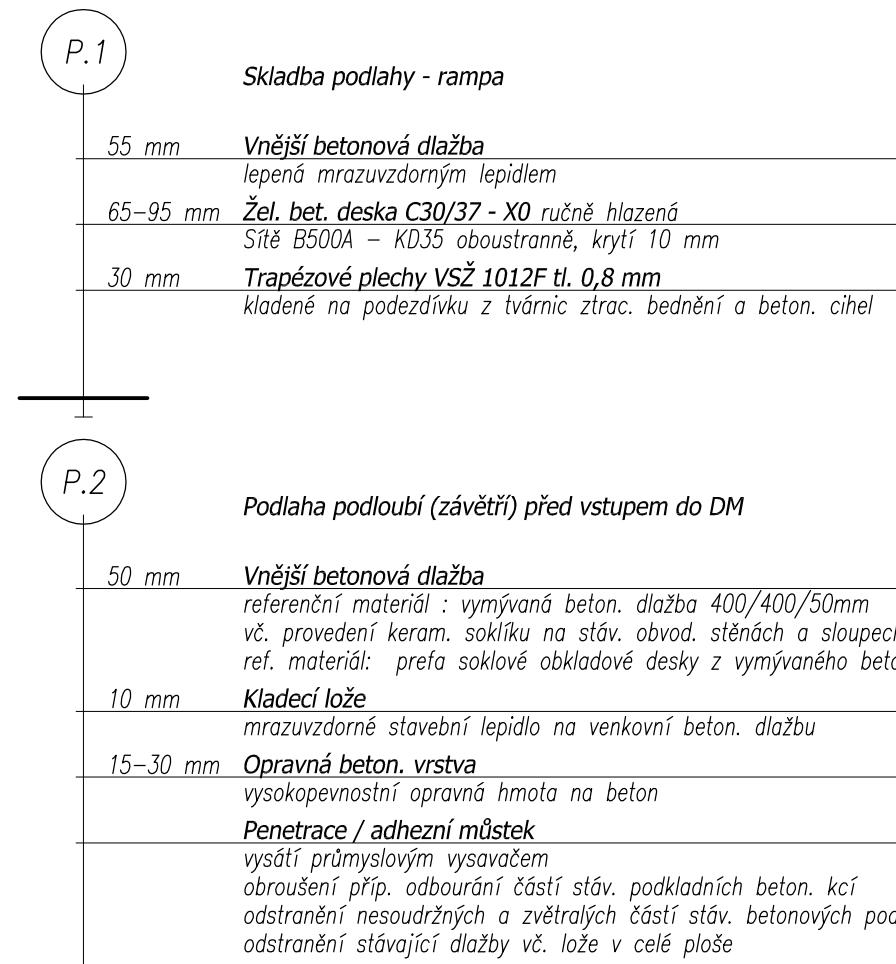 P.1
Skladba podlahy - rampa
55 mm Vnější betonová dlažba
lepená mrazuvzdorným lepidlem
65-95 mm Žel. bet. deska C30/37 - X0 ručně hlazená
Sítě B500A – KD35 oboustranně, krytí 10 mm
30 mm Trapézové plechy VSŽ 1012F tl. 0,8 mm
kladené na podezdívku z tvárnic ztrac. bednění a beton. cihel
P.2
Podlaha podloubí (závětří) před vstupem do DM
50 mm Vnější betonová dlažba
referenční materiál : vymývaná beton. dlažba 400/400/50mm
vč. provedení keram. soklíku na stáv. obvod. stěnách a
ref. materiál: prefa soklové obkladové desky z vymývaného
10 mm Kladecí lože
mrazuvzdorné stavební lepidlo na venkovní beton. dlažbu
15-30 mm Opravná beton. vrstva
vysokopevnostní opravná hmota na beton
Penetrace / adhezní můstek
vysátí průmyslovým vysavačem
obroušení příp. odbourání částí stáv. podkladních beton. kcí
odstranění nesoudržných a zvětralých částí stáv. betonových
odstranění stávající dlažby vč. lože v celé ploše